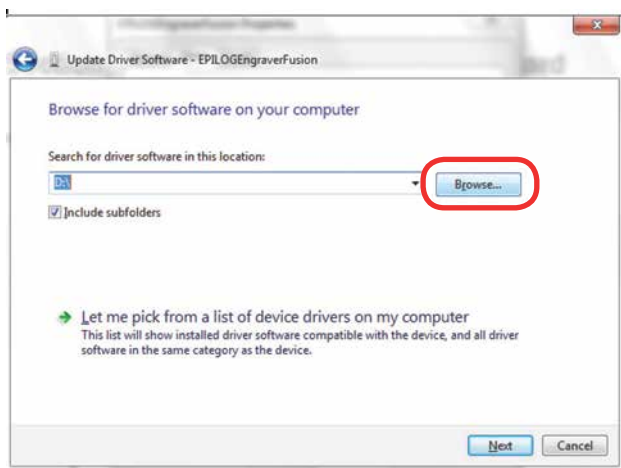 Update Driver Software - EPILOGEngraverFusion
Browse for driver software on your computer
Search for driver software in this location:
D:\
Browse...
Include subfolders
Let me pick from a list of device drivers on my computer
This list will show installed driver software compatible with the device, and all driver
software in the same category as the device.
Next
Cancel